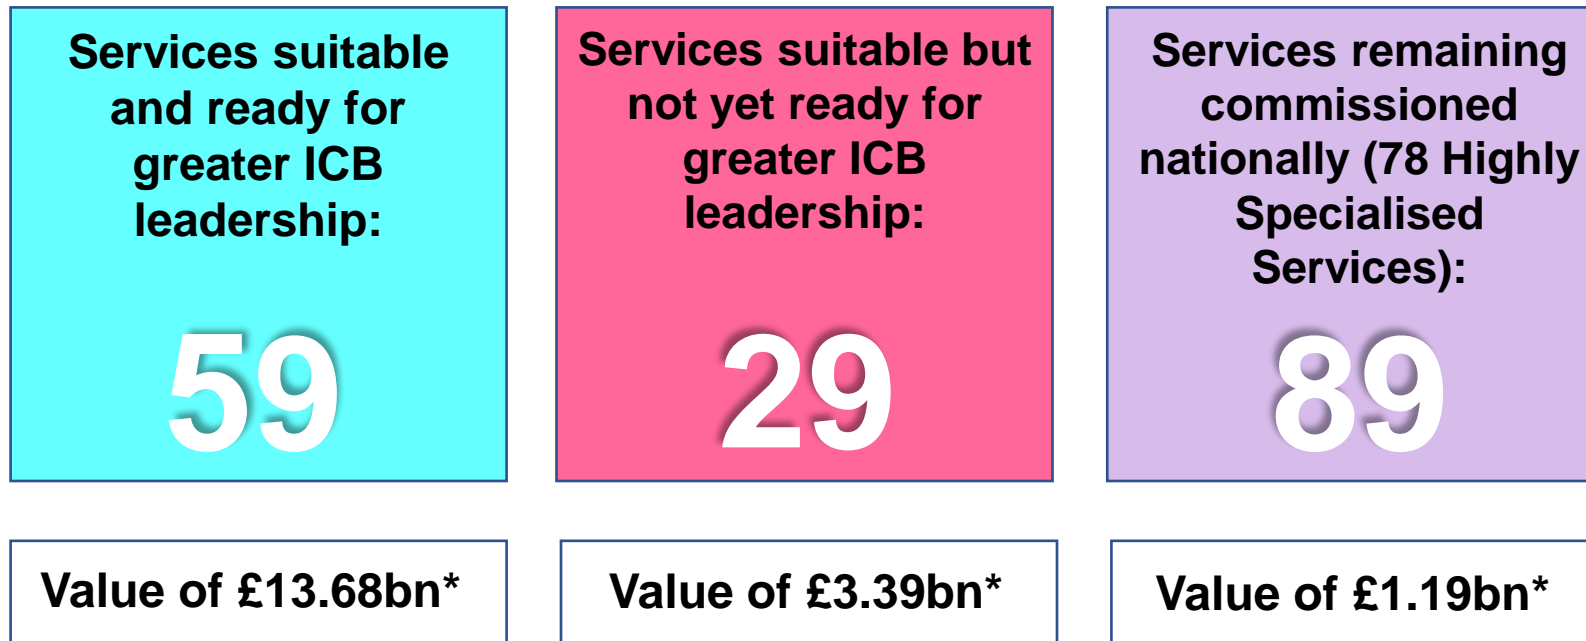 Services suitable
and ready for
greater ICB
leadership:
59
Services suitable but
not yet ready for
greater ICB
leadership:
29
Services remaining
commissioned
nationally (78 Highly
Specialised
Services):
89
Value of £13.68bn*
Value of £3.39bn*
Value of £1.19bn*